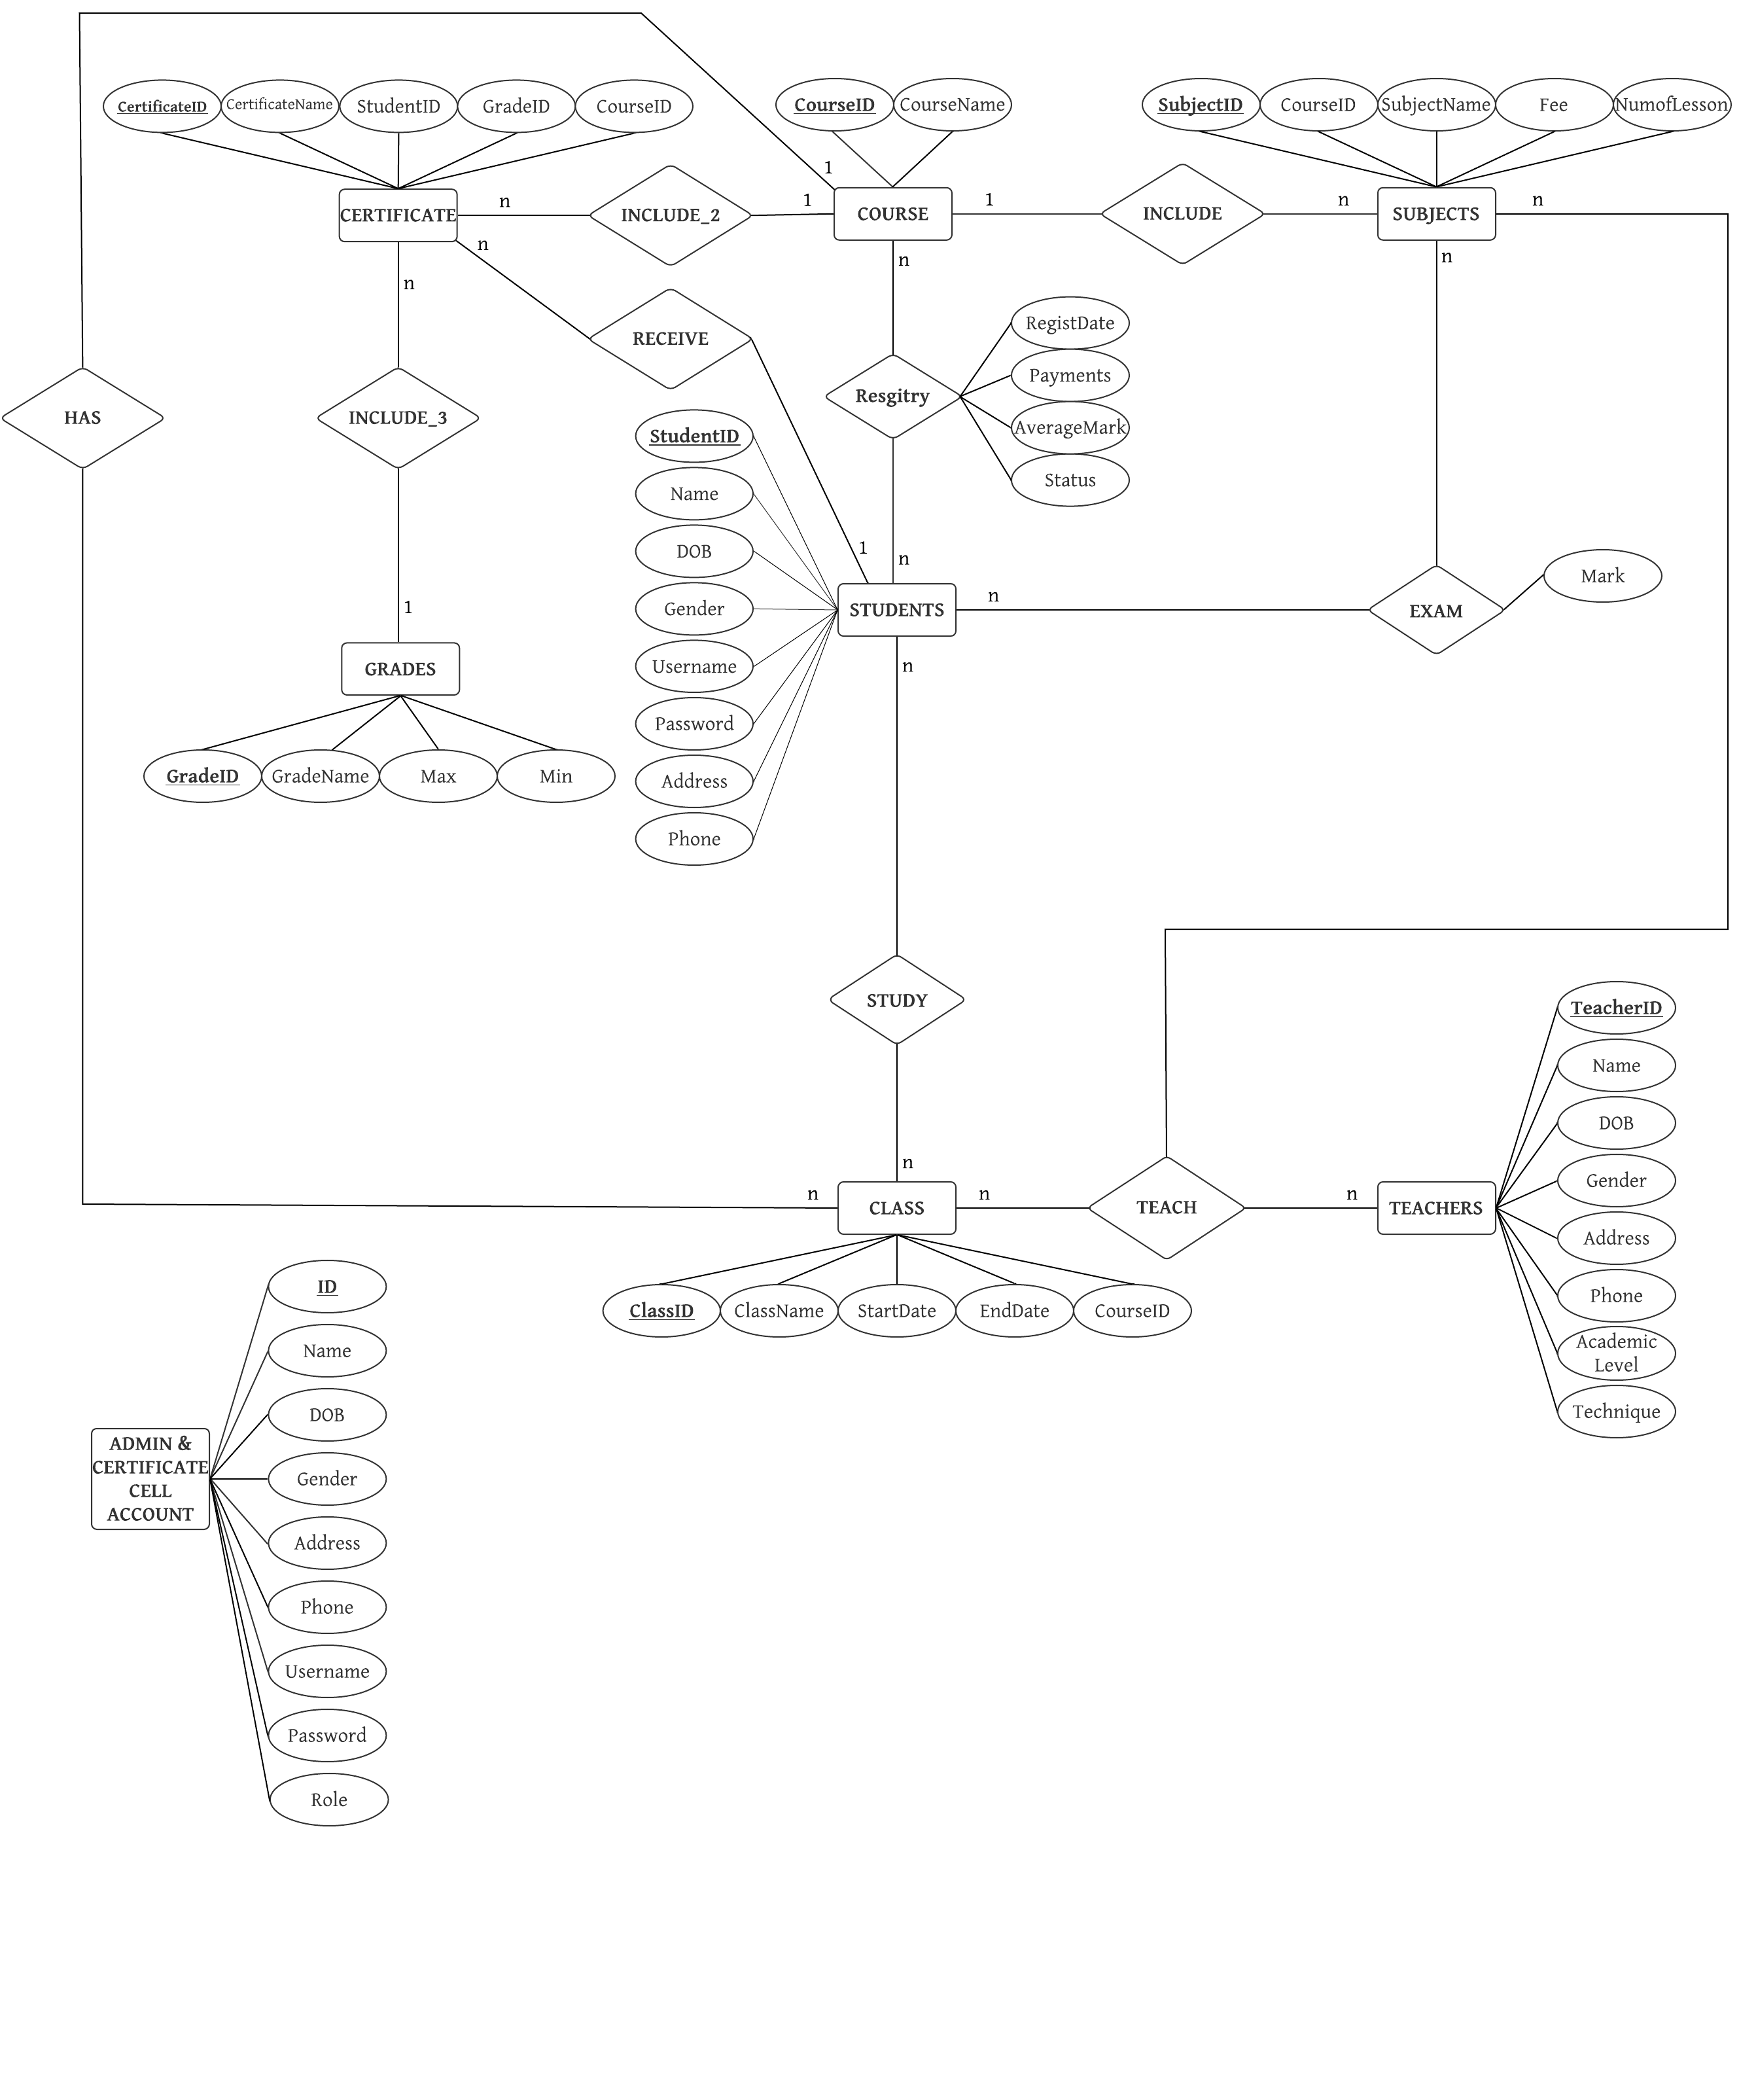 CertificateID CertificateName StudentID GradeID CourseID
CourseID CourseName
SubjectID CourseID SubjectName Fee NumofLesson
1
CERTIFICATE n INCLUDE_2 1 COURSE 1 INCLUDE n SUBJECTS n
n
n
n
n
RECEIVE
RegistDate
Payments
Resgitry
AverageMark
Status
HAS
INCLUDE_3
StudentID
Name
DOB
Gender
Username
Password
Address
Phone
1
n
1
STUDENTS
n
n
EXAM
Mark
GRADES
GradeID GradeName Max Min
STUDY
n
n CLASS n TEACH n TEACHERS
TeacherID
Name
DOB
Gender
Address
Phone
Academic
Level
Technique
ClassID ClassName StartDate EndDate CourseID
ADMIN &
CERTIFICATE
CELL
ACCOUNT
ID
Name
DOB
Gender
Address
Phone
Username
Password
Role